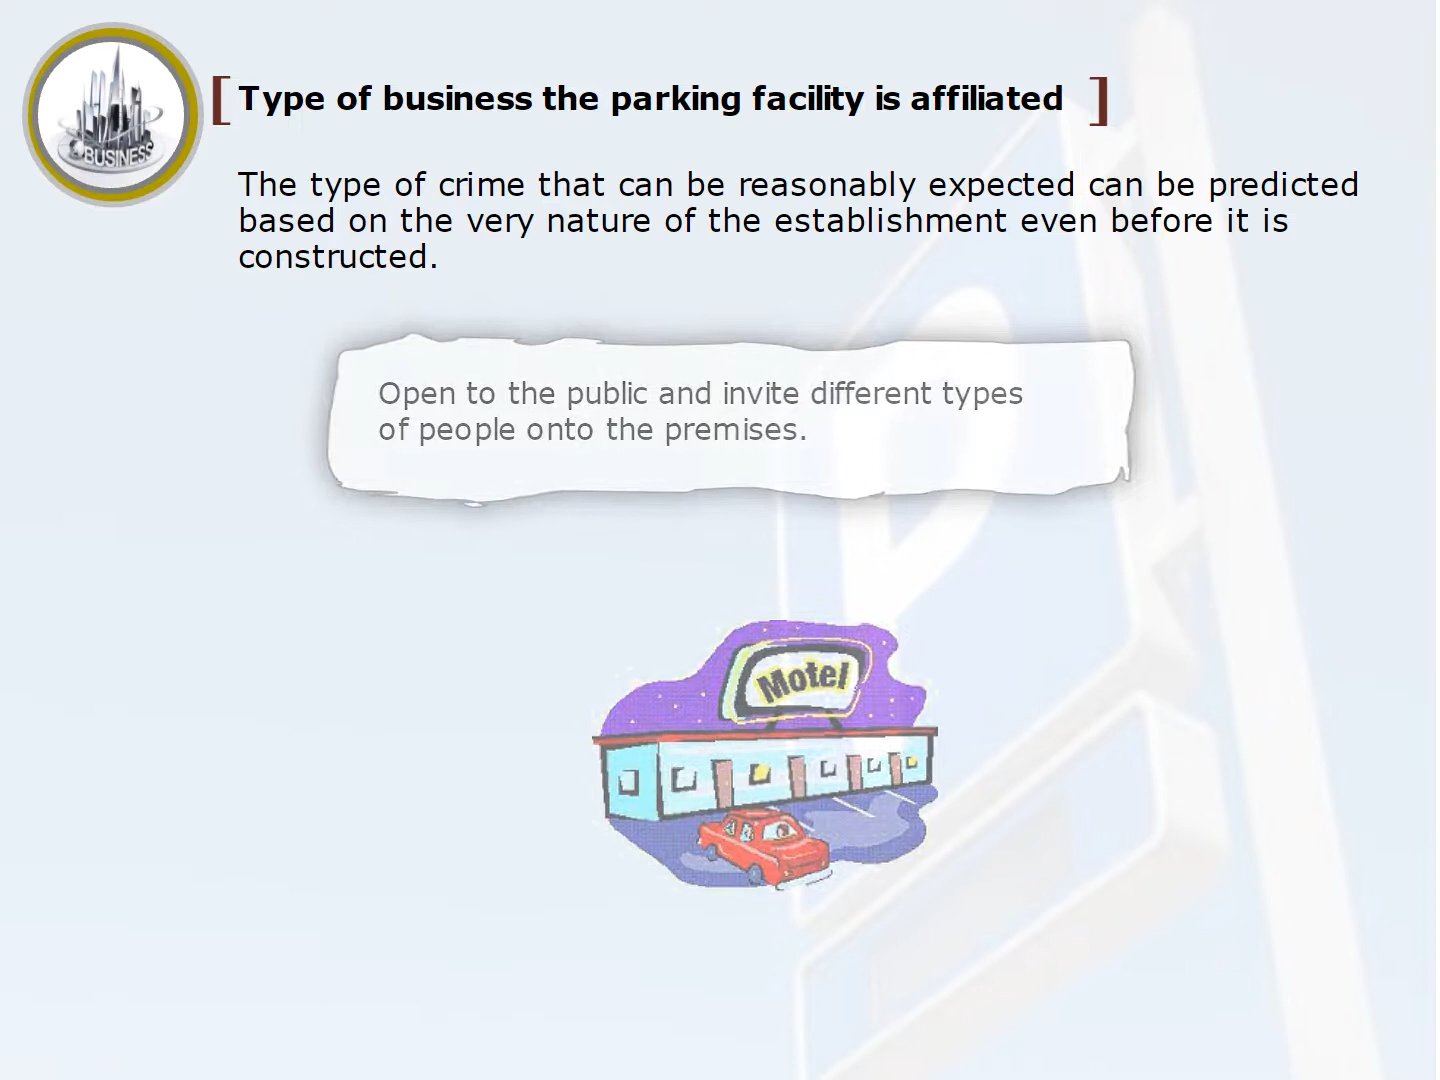 BUSINESS
[ Type of business the parking facility is affiliated ]
The type of crime that can be reasonably expected can be predicted
based on the very nature of the establishment even before it is
constructed.
Open to the public and invite different types
of people onto the premises.
Motel